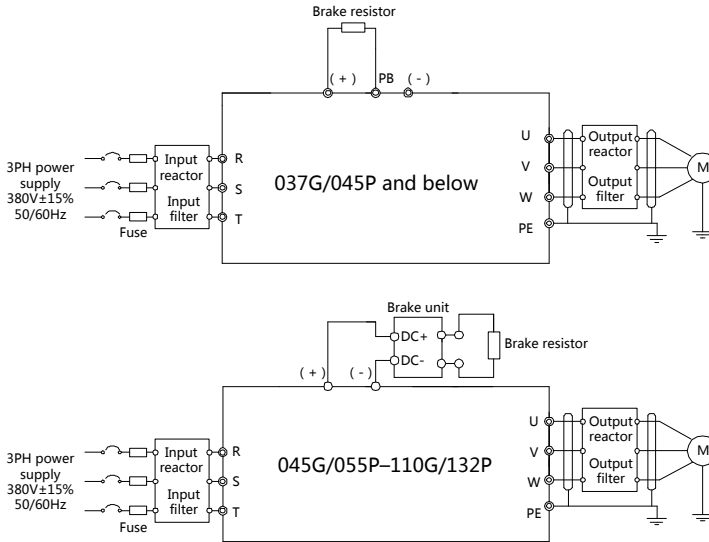 Brake resistor
( + ) PB ( - )
3PH power
supply
380V±15%
50/60Hz
Fuse
Input
reactor
Input
filter
R
S
T
037G/045P and below
U
V
W
PE
Output
reactor
Output
filter
M
Brake unit
DC+
DC-
Brake resistor
( + ) ( - )
3PH power
supply
380V±15%
50/60Hz
Fuse
Input
reactor
Input
filter
R
S
T
045G/055P–110G/132P
U
V
W
PE
Output
reactor
Output
filter
M